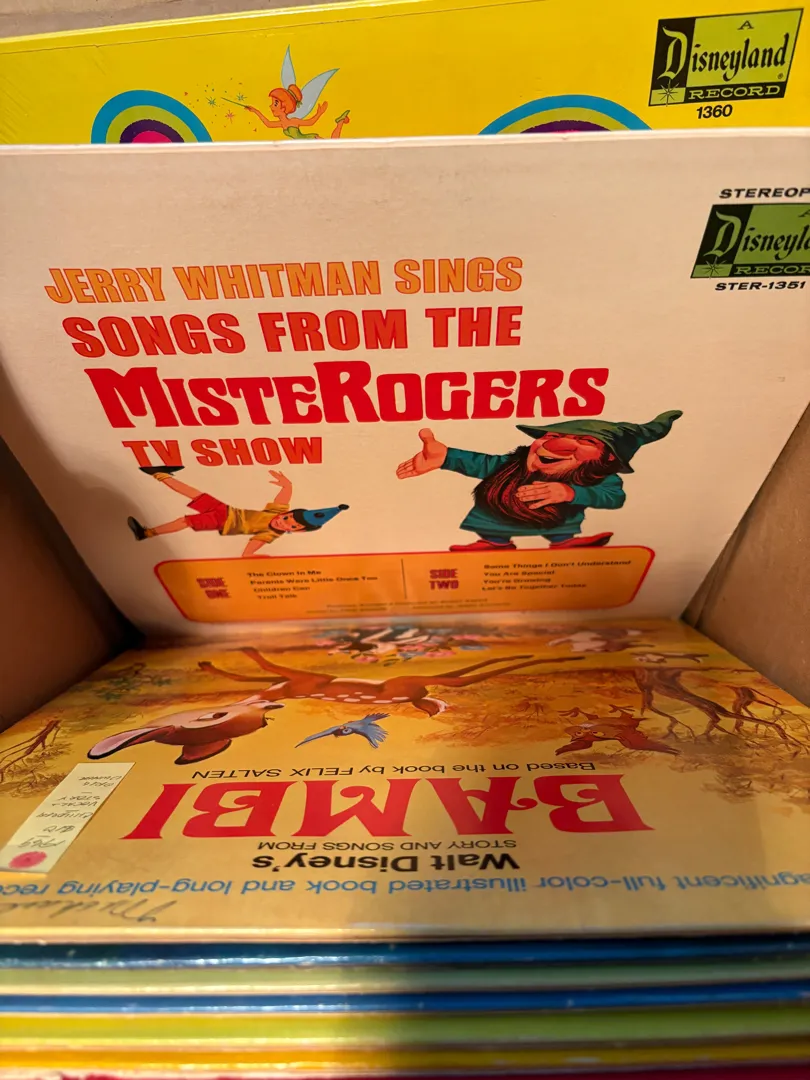 A
Disneyland
RECORD
1360
STEREOP
Disneyla
RECOR
STER-1351
JERRY WHITMAN SINGS
SONGS FROM THE
MISTEROGERS
TV SHOW
SIDE ONE
The Clown In Me
Parents Were Little Once Too
Children Can
Troll Talk
SIDE TWO
Some Things I Don't Understand
You Are Special
You're Growing
Let's Be Together Today
Based on the book by FELIX SALTEN
BAMBI
STORY AND SONGS FROM
Walt Disney's
agnificent full-color illustrated book and long-playing reco